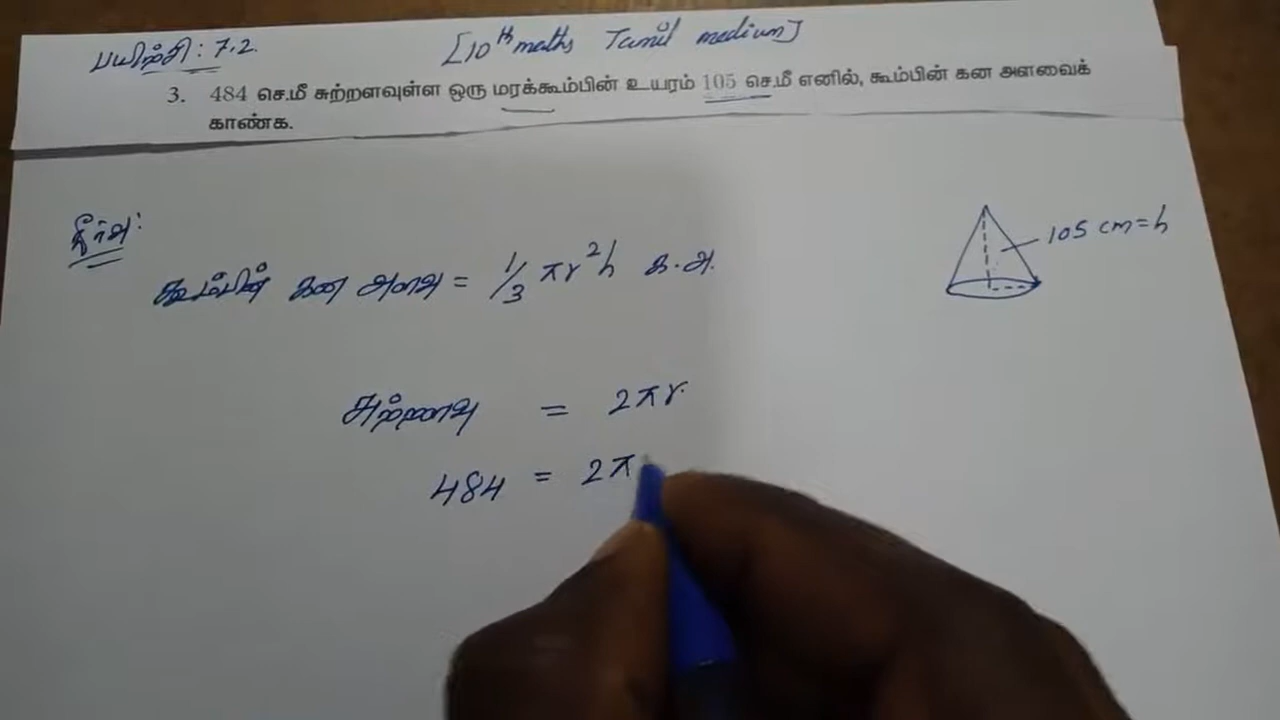 பயிற்சி: 7.2. [10th maths Tamil medium]
3. 484 செ.மீ சுற்றளவுள்ள ஒரு மரக்கூம்பின் உயரம் 105 செ.மீ எனில், கூம்பின் கன அளவைக்
காண்க.
தீர்வு:
105 cm = h
கூம்பின் கன அளவு = 1/3 πr²h க.அ.
சுற்றளவு = 2πr.
484 = 2π